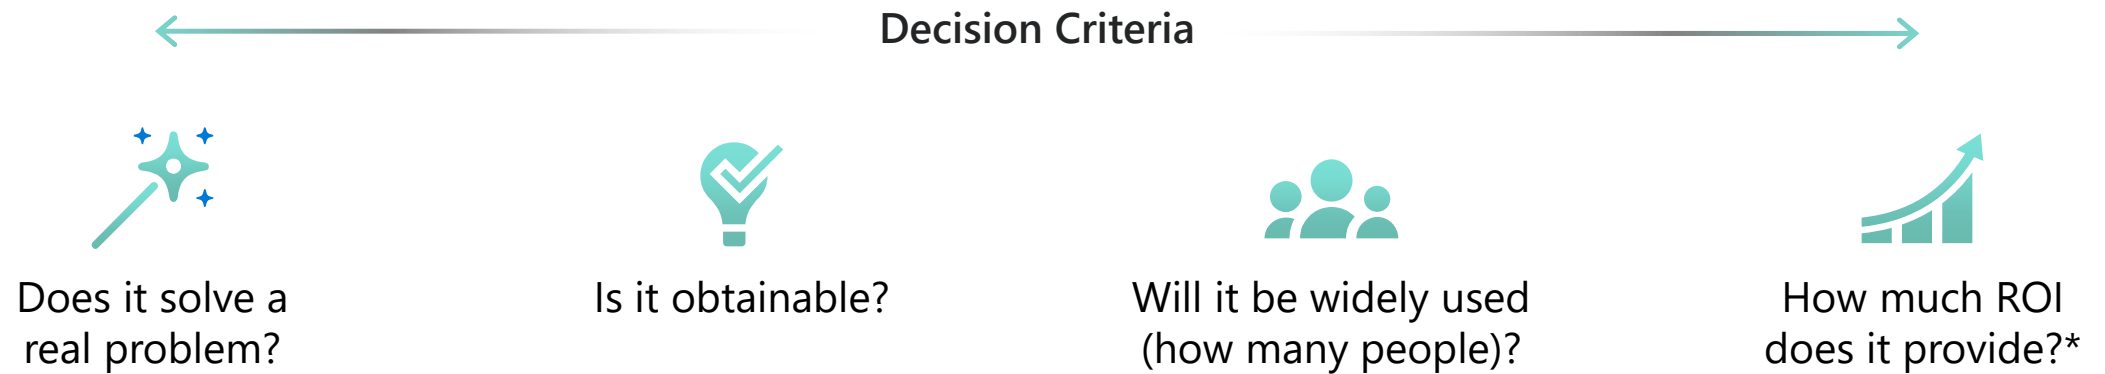 Decision Criteria
Does it solve a
real problem?
Is it obtainable?
Will it be widely used
(how many people)?
How much ROI
does it provide?*